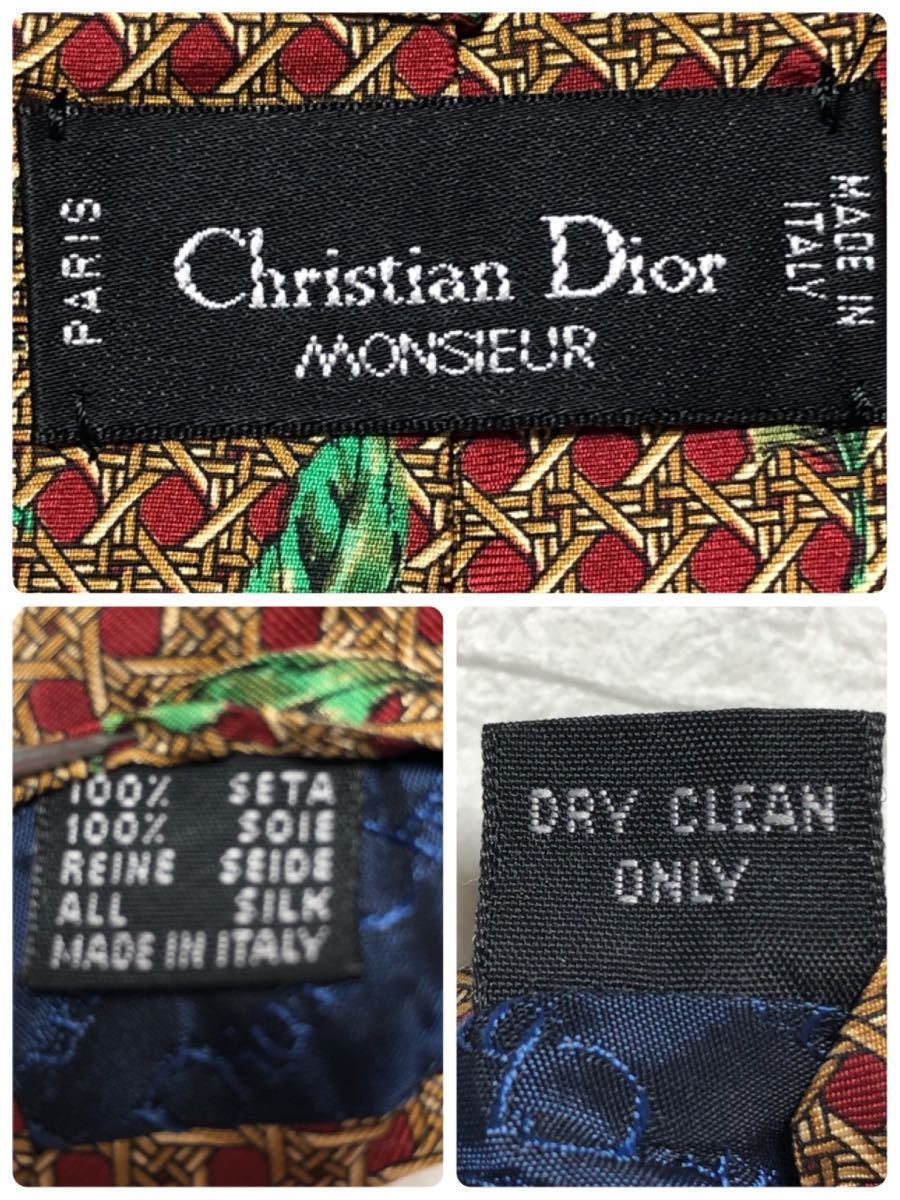 PARIS
Christian Dior
MONSIEUR
MADE IN
ITALY
100% SETA
100% SOIE
REINE SEIDE
ALL SILK
MADE IN ITALY
DRY CLEAN
ONLY